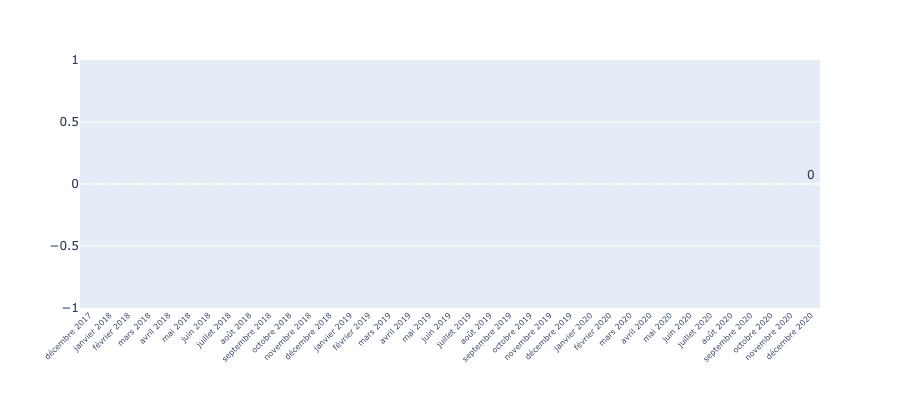 1
0.5
0
0
−0.5
−1
décembre 2017
janvier 2018
février 2018
mars 2018
avril 2018
mai 2018
juin 2018
juillet 2018
août 2018
septembre 2018
octobre 2018
novembre 2018
décembre 2018
janvier 2019
février 2019
mars 2019
avril 2019
mai 2019
juin 2019
juillet 2019
août 2019
septembre 2019
octobre 2019
novembre 2019
décembre 2019
janvier 2020
février 2020
mars 2020
avril 2020
mai 2020
juin 2020
juillet 2020
août 2020
septembre 2020
octobre 2020
novembre 2020
décembre 2020